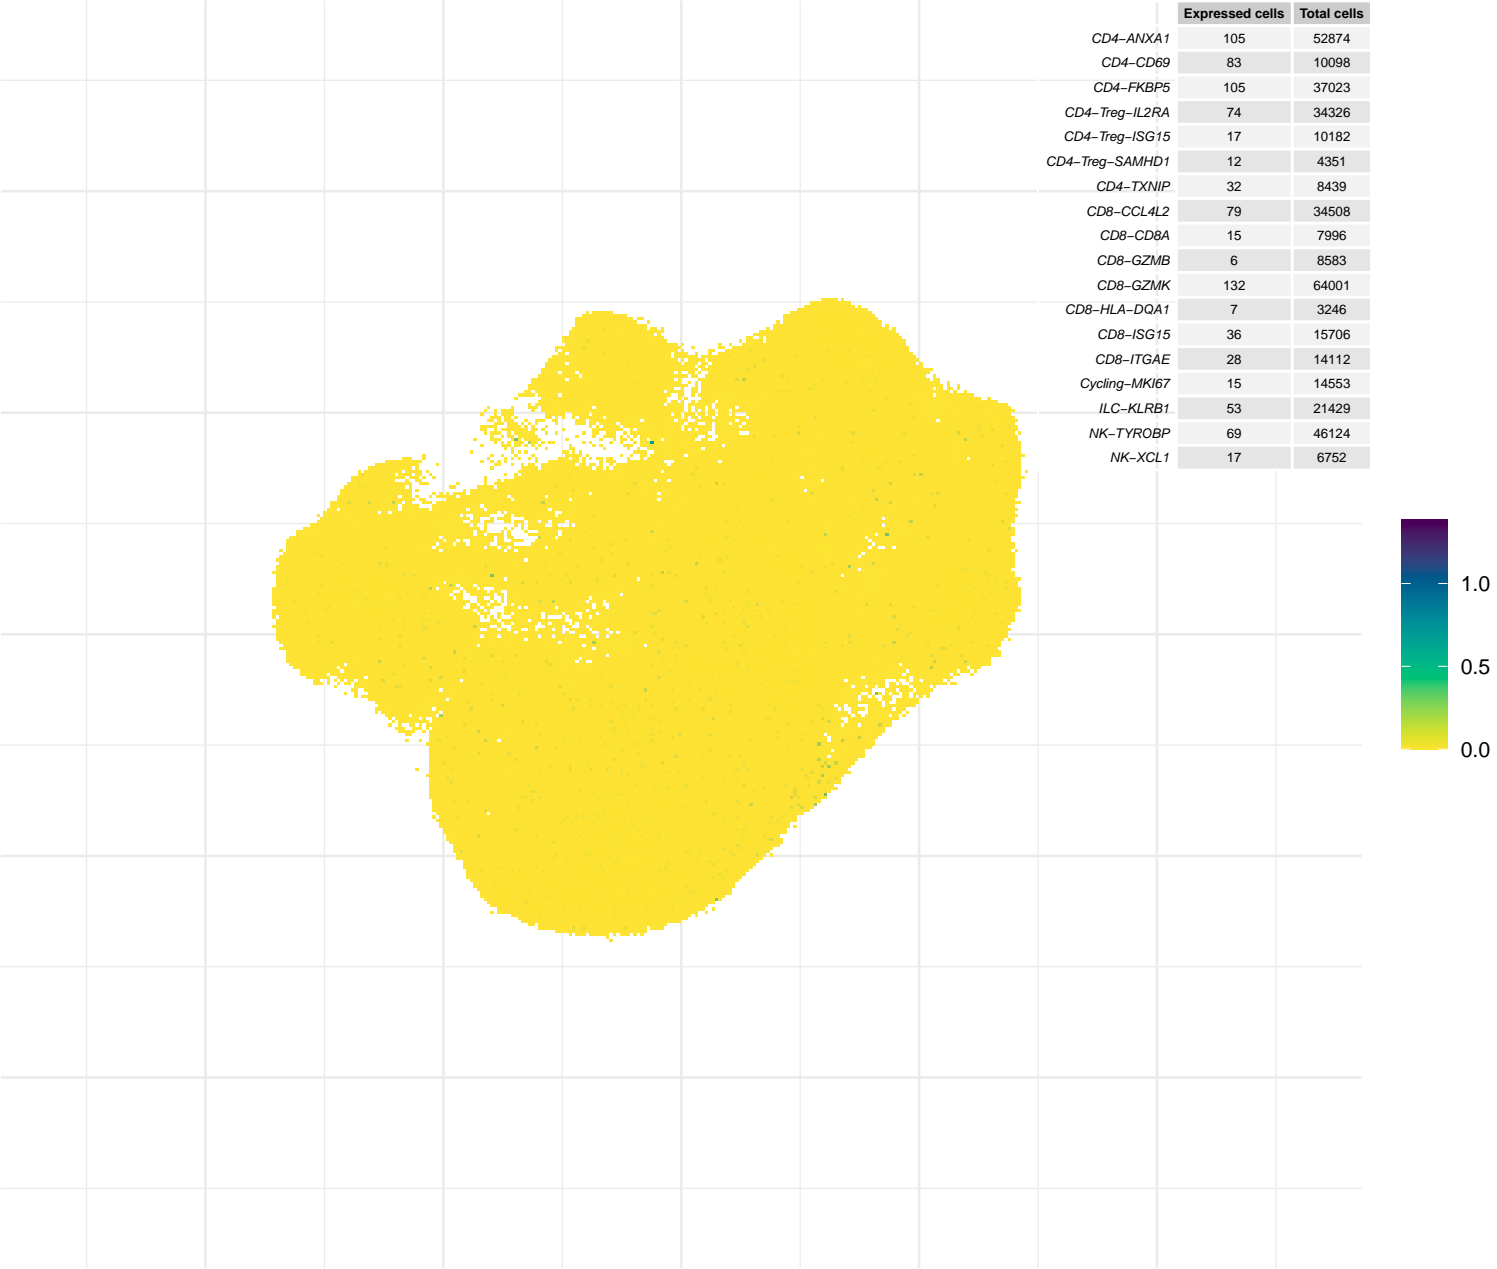 Expressed cells Total cells
CD4−ANXA1 105 52874
CD4−CD69 83 10098
CD4−FKBP5 105 37023
CD4−Treg−IL2RA 74 34326
CD4−Treg−ISG15 17 10182
CD4−Treg−SAMHD1 12 4351
CD4−TXNIP 32 8439
CD8−CCL4L2 79 34508
CD8−CD8A 15 7996
CD8−GZMB 6 8583
CD8−GZMK 132 64001
CD8−HLA−DQA1 7 3246
CD8−ISG15 36 15706
CD8−ITGAE 28 14112
Cycling−MKI67 15 14553
ILC−KLRB1 53 21429
NK−TYROBP 69 46124
NK−XCL1 17 6752
1.0
0.5
0.0